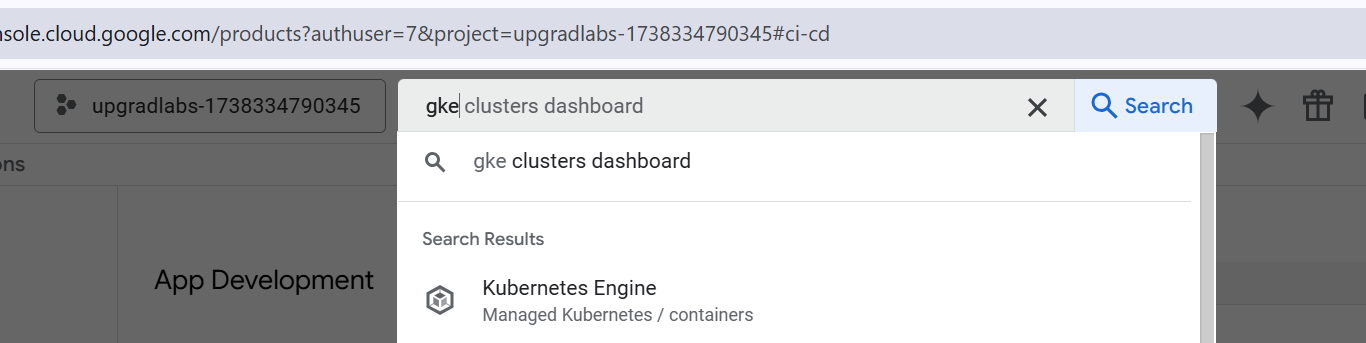 nsole.cloud.google.com/products?authuser=7&project=upgradlabs-1738334790345#ci-cd
upgradlabs-1738334790345
gke clusters dashboard
Search
ons
gke clusters dashboard
Search Results
App Development
Kubernetes Engine
Managed Kubernetes / containers